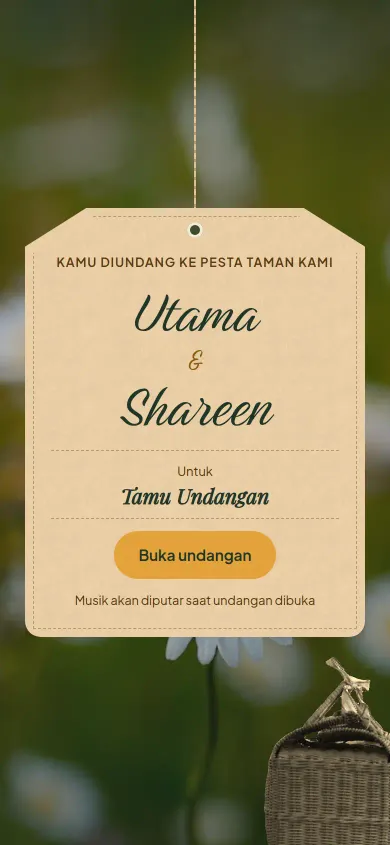 KAMU DIUNDANG KE PESTA TAMAN KAMI
Utama
&
Shareen
Untuk
Tamu Undangan
Buka undangan
Musik akan diputar saat undangan dibuka